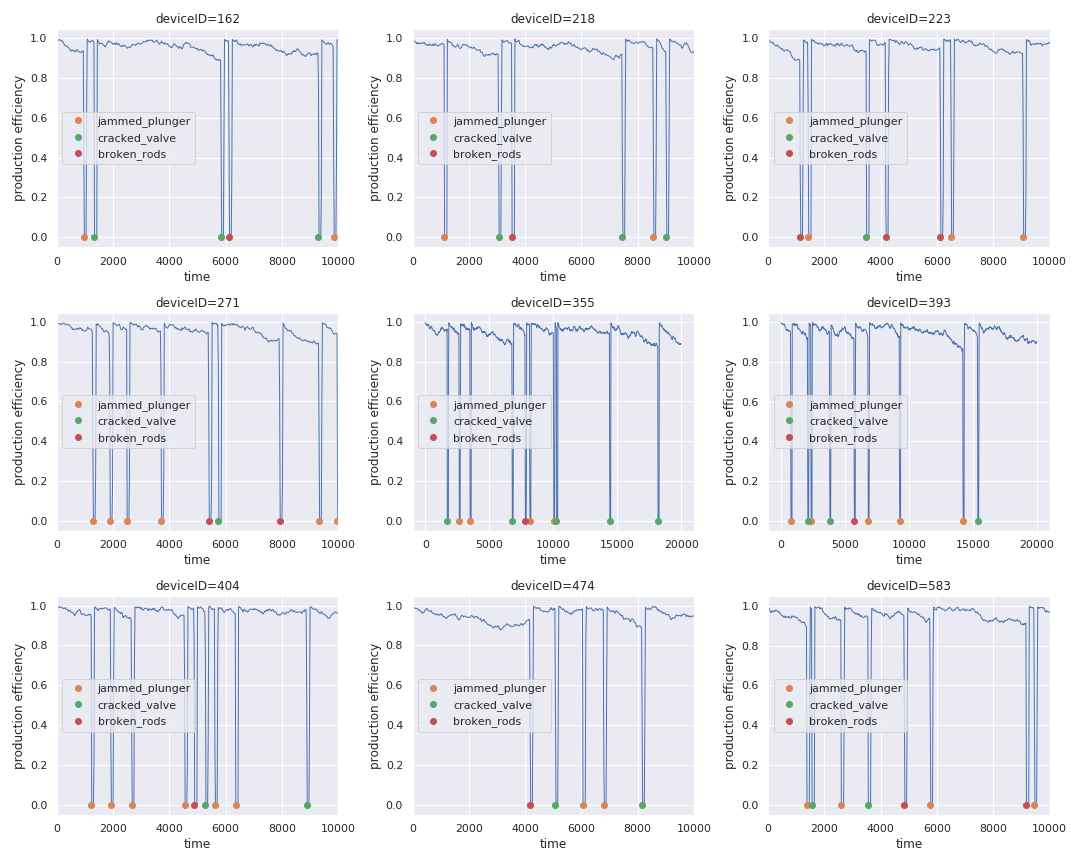 deviceID=162
production efficiency
1.0
0.8
0.6
0.4
0.2
0.0
jammed_plunger
cracked_valve
broken_rods
0 2000 4000 6000 8000 10000
time
deviceID=218
production efficiency
1.0
0.8
0.6
0.4
0.2
0.0
jammed_plunger
cracked_valve
broken_rods
0 2000 4000 6000 8000 10000
time
deviceID=223
production efficiency
1.0
0.8
0.6
0.4
0.2
0.0
jammed_plunger
cracked_valve
broken_rods
0 2000 4000 6000 8000 10000
time
deviceID=271
production efficiency
1.0
0.8
0.6
0.4
0.2
0.0
jammed_plunger
cracked_valve
broken_rods
0 2000 4000 6000 8000 10000
time
deviceID=355
production efficiency
1.0
0.8
0.6
0.4
0.2
0.0
jammed_plunger
cracked_valve
broken_rods
0 5000 10000 15000 20000
time
deviceID=393
production efficiency
1.0
0.8
0.6
0.4
0.2
0.0
jammed_plunger
cracked_valve
broken_rods
0 5000 10000 15000 20000
time
deviceID=404
production efficiency
1.0
0.8
0.6
0.4
0.2
0.0
jammed_plunger
cracked_valve
broken_rods
0 2000 4000 6000 8000 10000
time
deviceID=474
production efficiency
1.0
0.8
0.6
0.4
0.2
0.0
jammed_plunger
cracked_valve
broken_rods
0 2000 4000 6000 8000 10000
time
deviceID=583
production efficiency
1.0
0.8
0.6
0.4
0.2
0.0
jammed_plunger
cracked_valve
broken_rods
0 2000 4000 6000 8000 10000
time